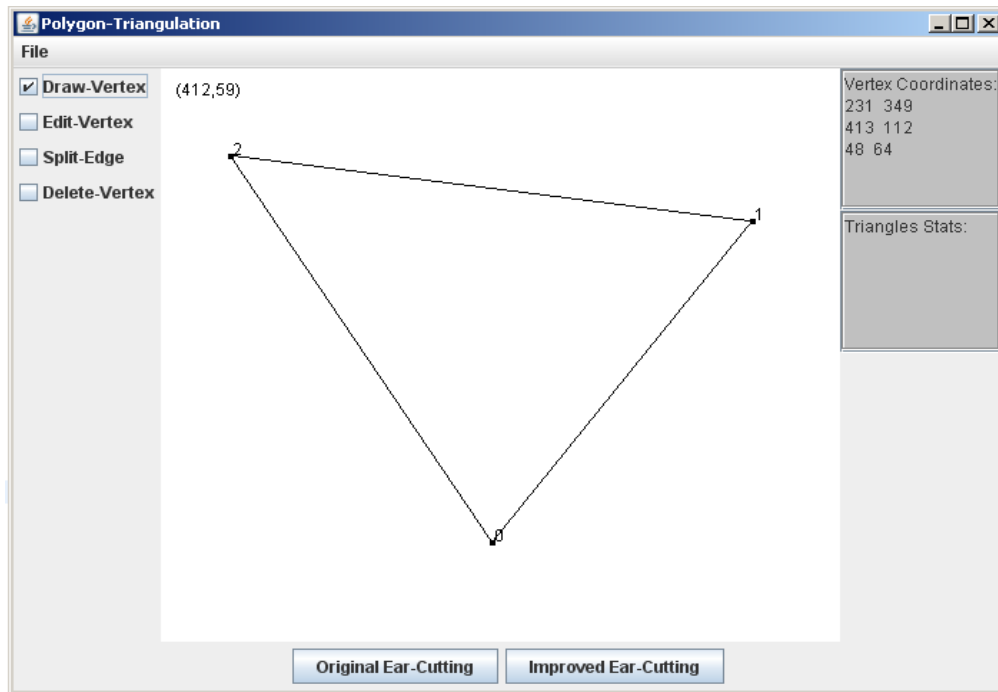 Polygon-Triangulation
File
Draw-Vertex
Edit-Vertex
Split-Edge
Delete-Vertex
(412,59)
2
1
0
Vertex Coordinates:
231 349
413 112
48 64
Triangles Stats:
Original Ear-Cutting
Improved Ear-Cutting